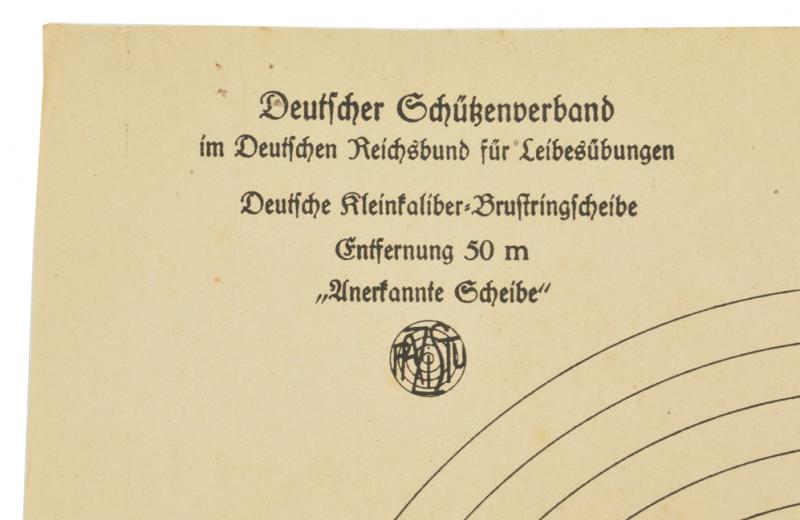 Deutscher Schützenverband
im Deutschen Reichsbund für Leibesübungen
Deutsche Kleinkaliber-Brustringscheibe
Entfernung 50 m
„Anerkannte Scheibe“